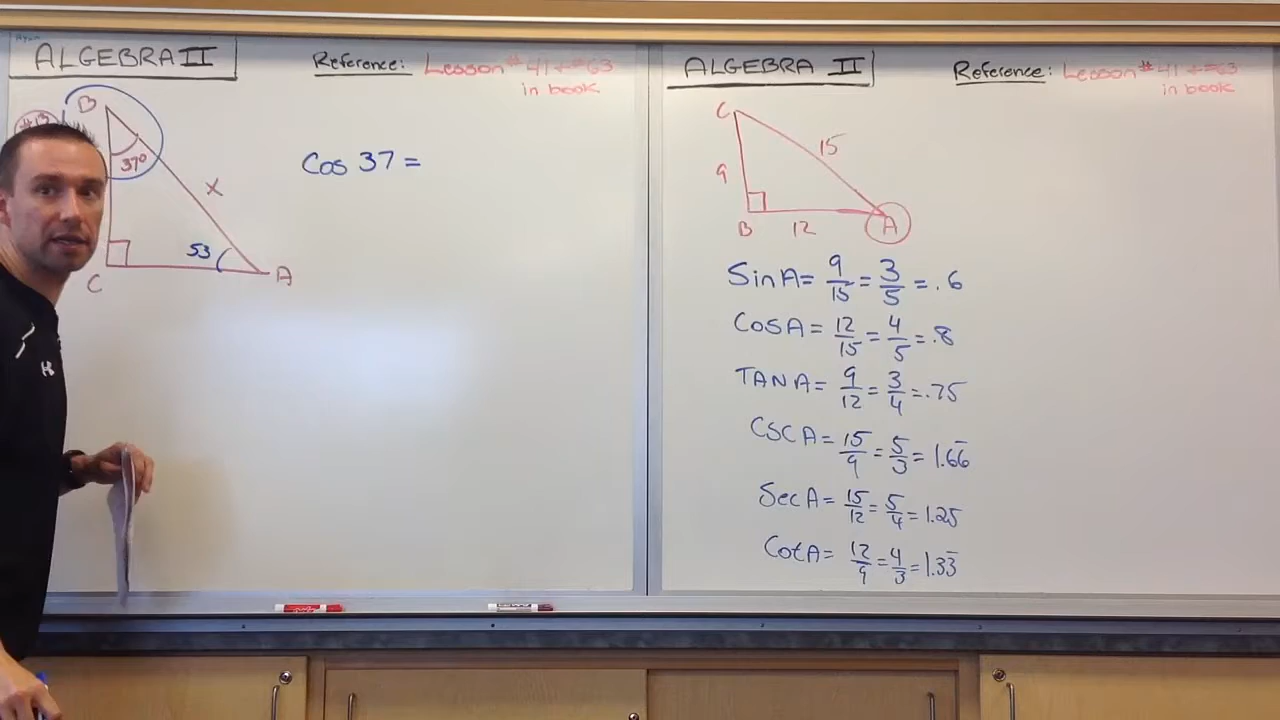 ALGEBRA II
Reference: Lesson # 41 + #63
in book
B
37°
x
53
C
A
Cos 37 =
ALGEBRA II
Reference: Lesson # 41 + #63
in book
C
15
9
B
12
A
Sin A = 9/15 = 3/5 = .6
Cos A = 12/15 = 4/5 = .8
TAN A = 9/12 = 3/4 = .75
CSC A = 15/9 = 5/3 = 1.66̅
Sec A = 15/12 = 5/4 = 1.25
Cot A = 12/9 = 4/3 = 1.33̅